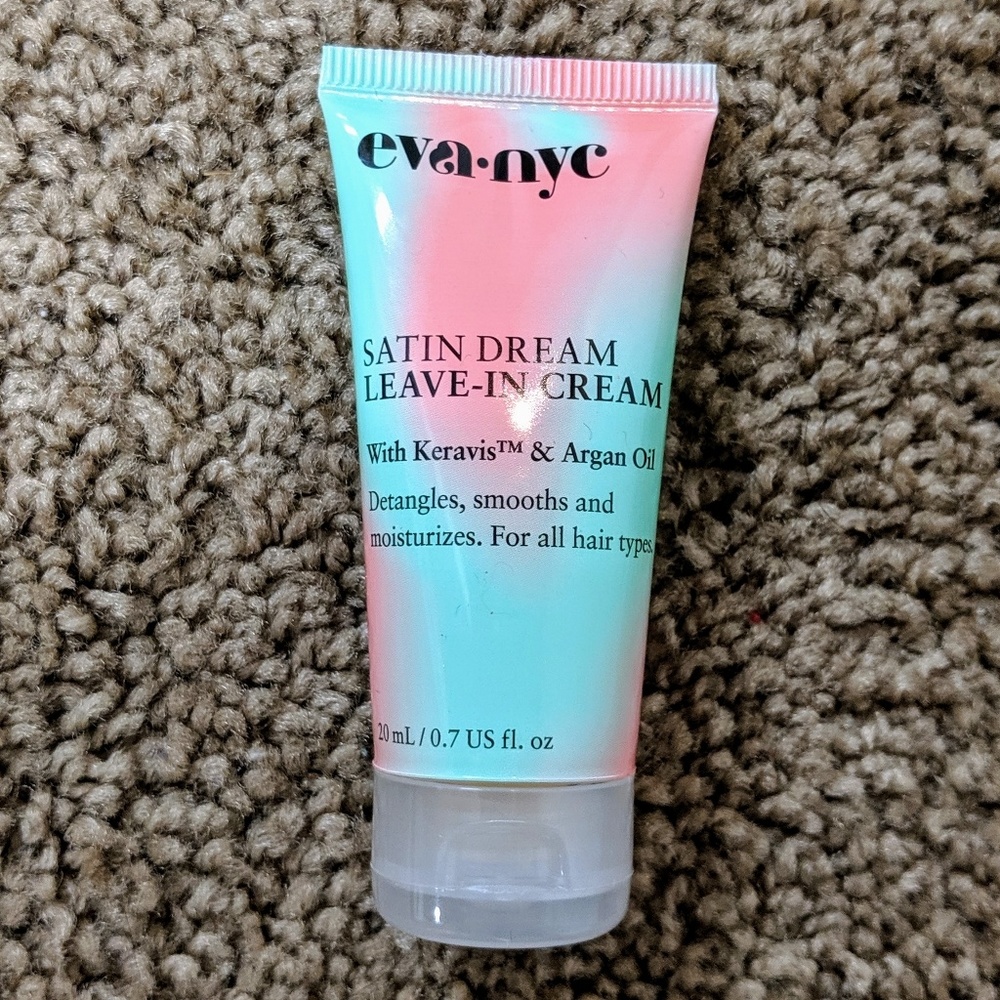 eva·nyc
SATIN DREAM
LEAVE-IN CREAM
With Keravis™ & Argan Oil
Detangles, smooths and
moisturizes. For all hair types.
20 mL / 0.7 US fl. oz